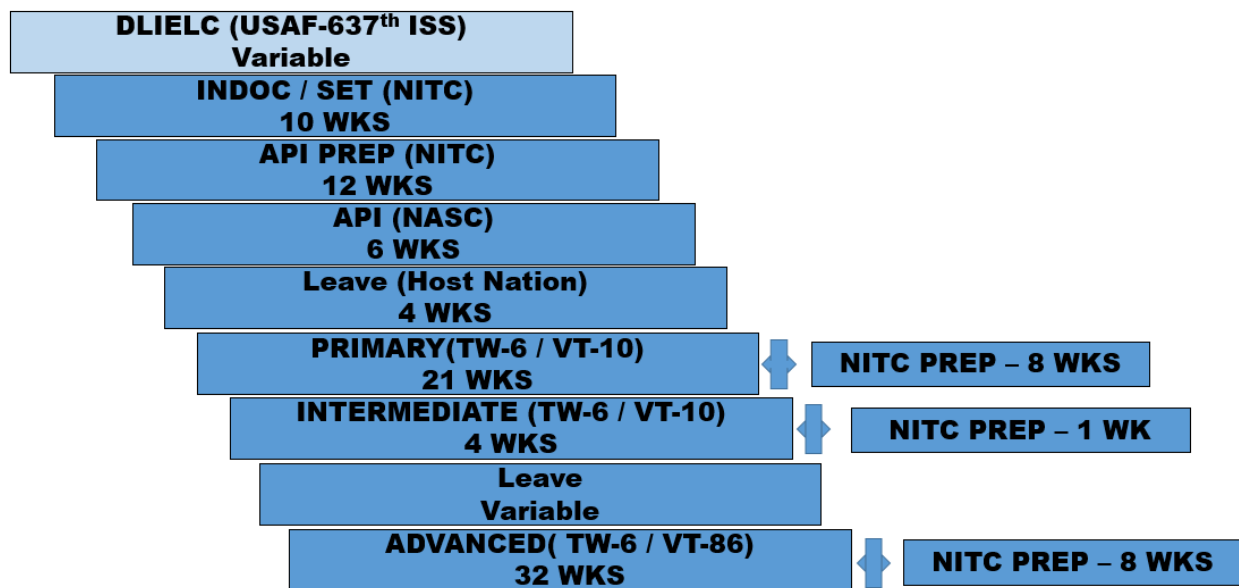 DLIELC (USAF-637th ISS)
Variable
INDOC / SET (NITC)
10 WKS
API PREP (NITC)
12 WKS
API (NASC)
6 WKS
Leave (Host Nation)
4 WKS
PRIMARY(TW-6 / VT-10)
21 WKS
NITC PREP – 8 WKS
INTERMEDIATE (TW-6 / VT-10)
4 WKS
NITC PREP – 1 WK
Leave
Variable
ADVANCED( TW-6 / VT-86)
32 WKS
NITC PREP – 8 WKS